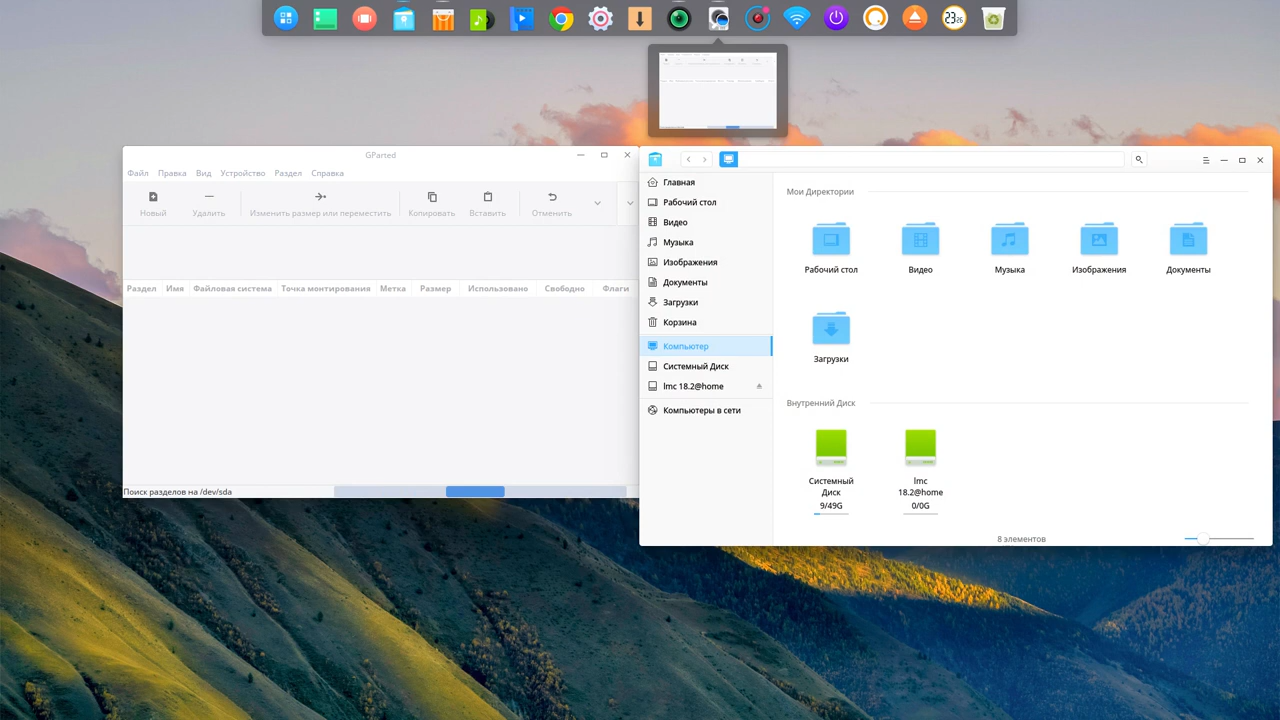 23 26
GParted
Файл Правка Вид Устройство Раздел Справка
Новый Удалить Изменить размер или переместить Копировать Вставить Отменить
Раздел Имя Файловая система Точка монтирования Метка Размер Использовано Свободно Флаги
Поиск разделов на /dev/sda
Главная
Рабочий стол
Видео
Музыка
Изображения
Документы
Загрузки
Корзина
Компьютер
Системный Диск
lmc 18.2@home
Компьютеры в сети
Мои Директории
Рабочий стол Видео Музыка Изображения Документы
Загрузки
Внутренний Диск
Системный Диск
9/49G
lmc 18.2@home
0/0G
8 элементов